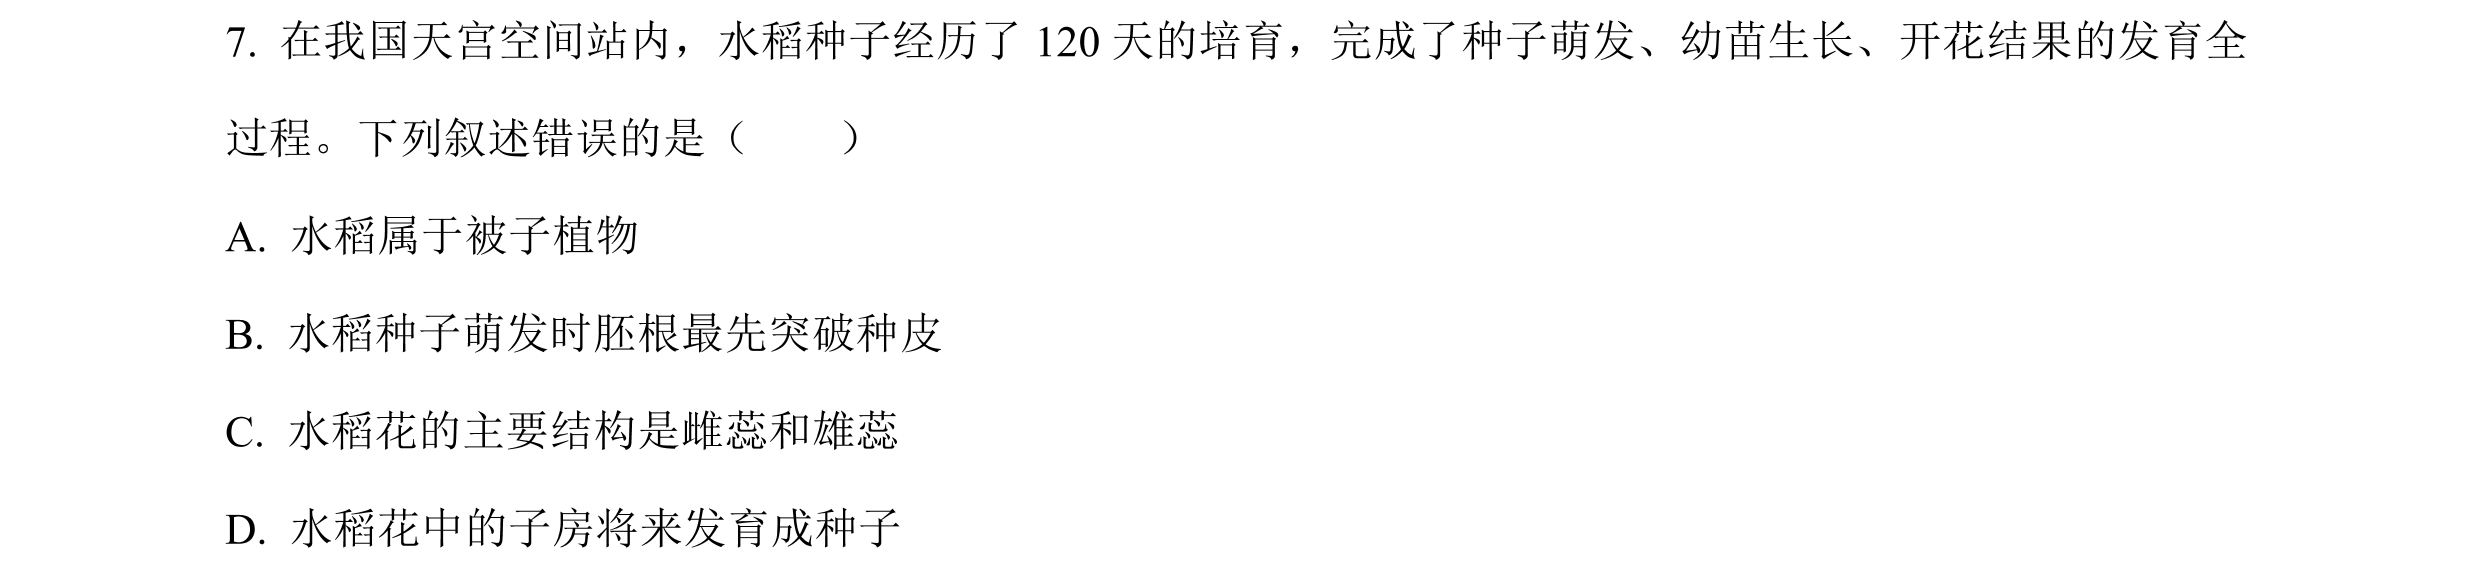 7. 在我国天宫空间站内，水稻种子经历了 120 天的培育，完成了种子萌发、幼苗生长、开花结果的发育全
过程。下列叙述错误的是（　　）
A. 水稻属于被子植物
B. 水稻种子萌发时胚根最先突破种皮
C. 水稻花的主要结构是雌蕊和雄蕊
D. 水稻花中的子房将来发育成种子